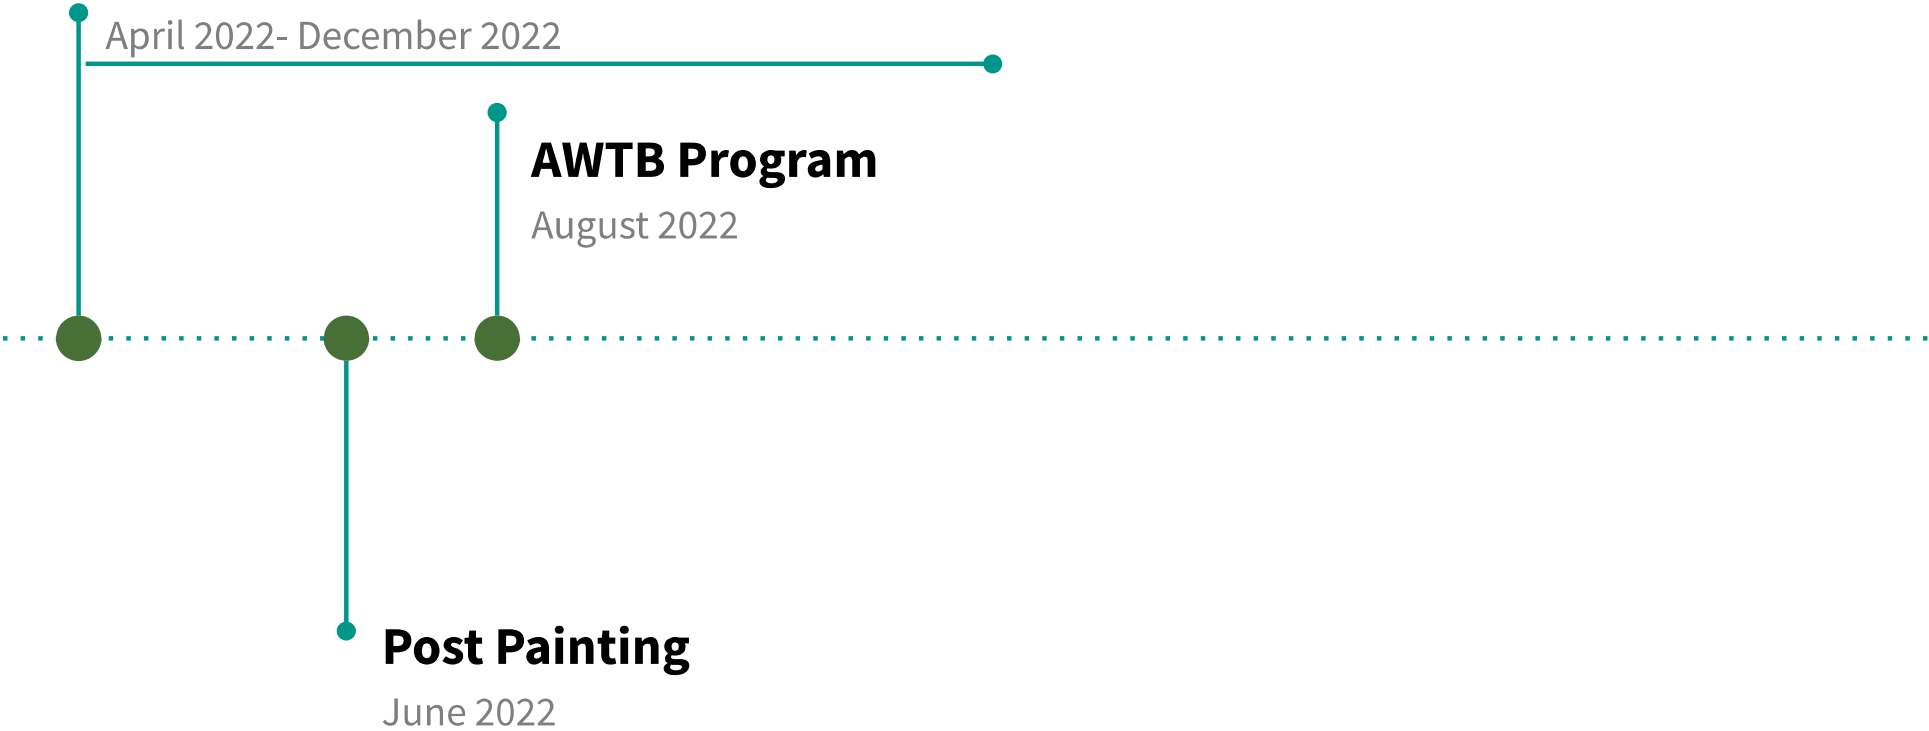 April 2022- December 2022
AWTB Program
August 2022
Post Painting
June 2022